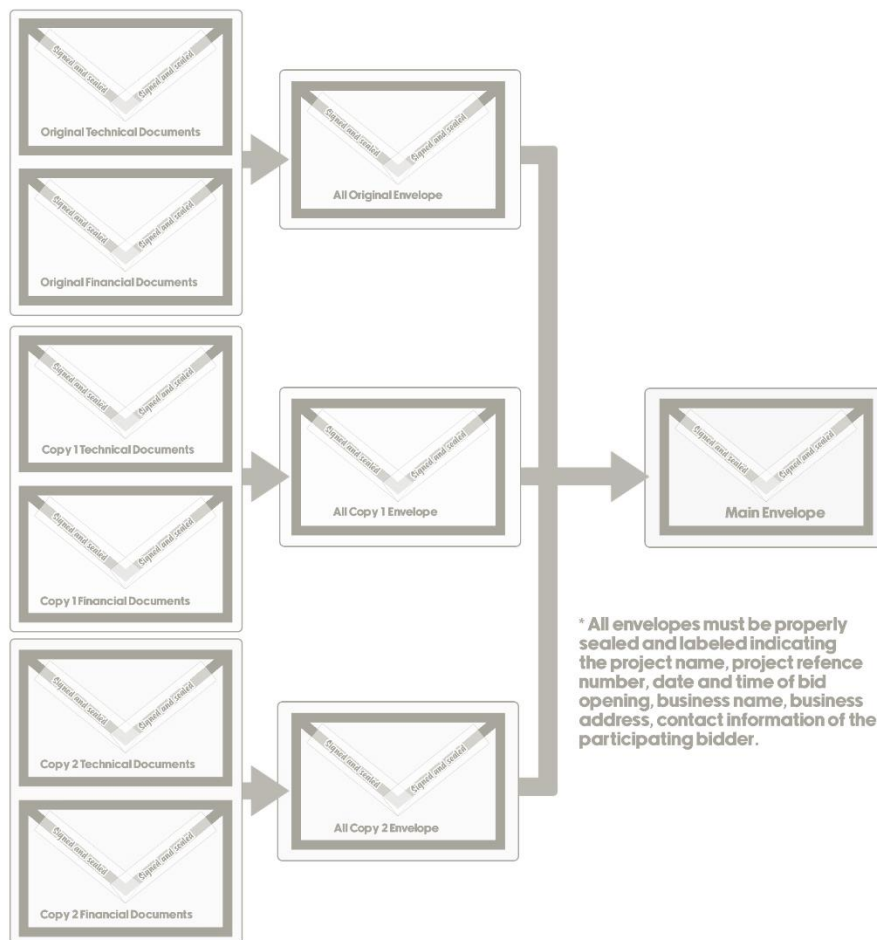 Signed and sealed
Signed and sealed
Original Technical Documents
Signed and sealed
Signed and sealed
Original Financial Documents
Signed and sealed
Signed and sealed
All Original Envelope
Signed and sealed
Signed and sealed
Copy 1 Technical Documents
Signed and sealed
Signed and sealed
Copy 1 Financial Documents
Signed and sealed
Signed and sealed
All Copy 1 Envelope
Signed and sealed
Signed and sealed
Copy 2 Technical Documents
Signed and sealed
Signed and sealed
Copy 2 Financial Documents
Signed and sealed
Signed and sealed
All Copy 2 Envelope
Signed and sealed
Signed and sealed
Main Envelope
* All envelopes must be properly
sealed and labeled indicating
the project name, project refence
number, date and time of bid
opening, business name, business
address, contact information of the
participating bidder.